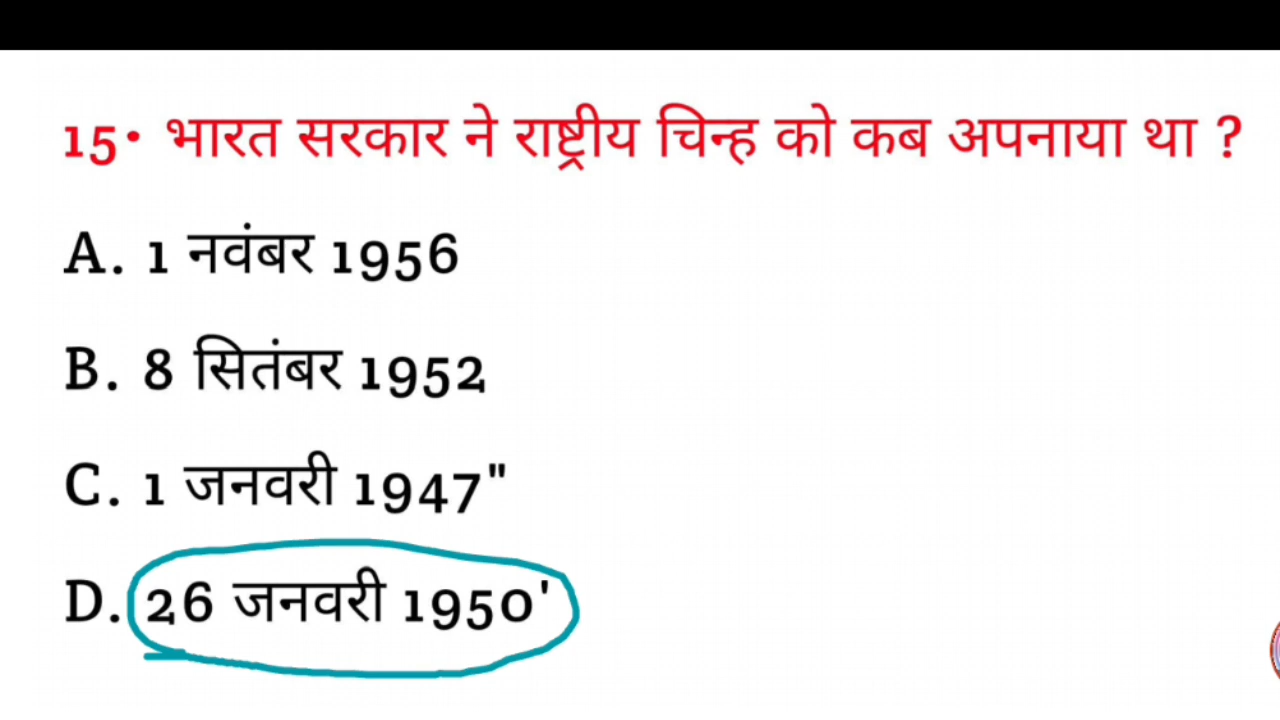 15• भारत सरकार ने राष्ट्रीय चिन्ह को कब अपनाया था ?
A. 1 नवंबर 1956
B. 8 सितंबर 1952
C. 1 जनवरी 1947"
D. 26 जनवरी 1950'